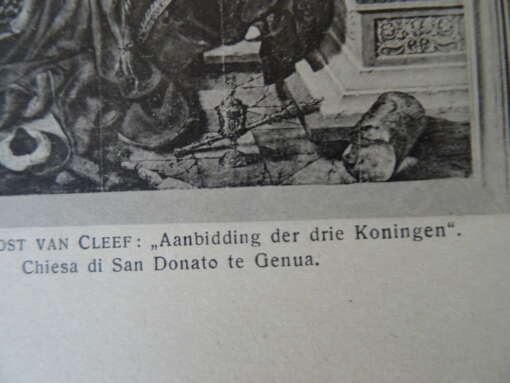 OST VAN CLEEF: „Aanbidding der drie Koningen“.
Chiesa di San Donato te Genua.